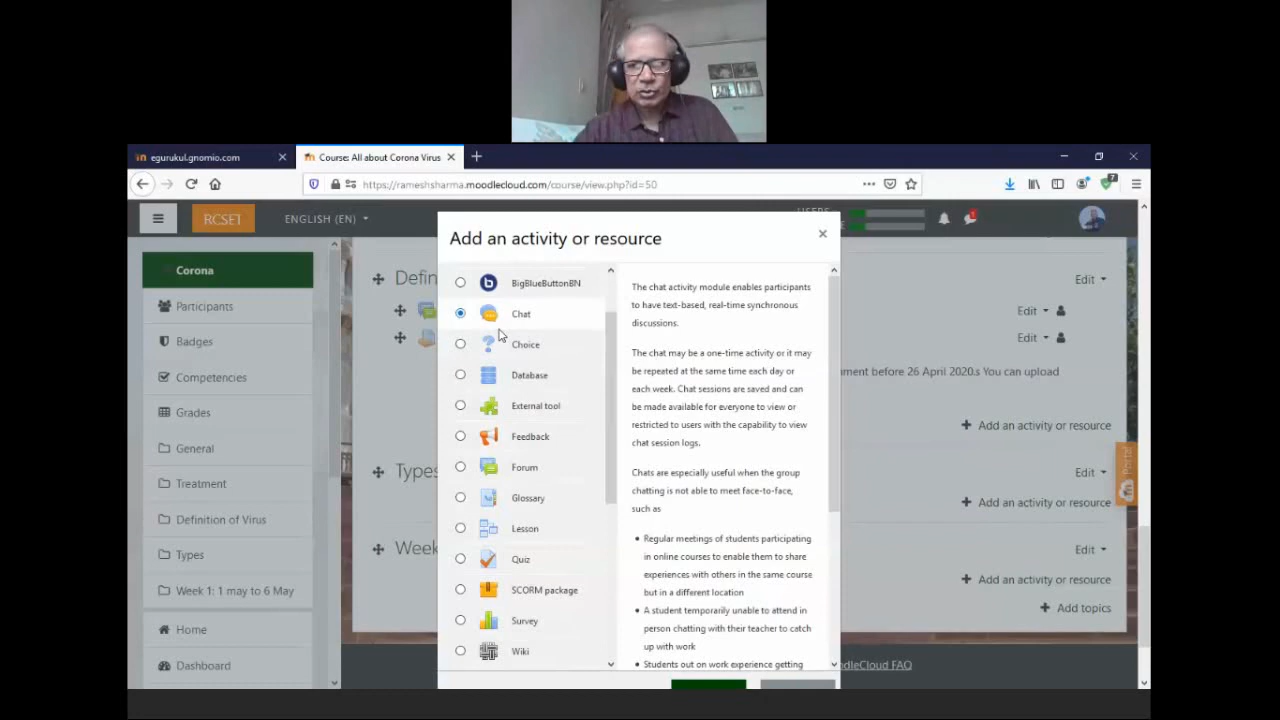 egurukul.gnomio.com
Course: All about Corona Virus
https://rameshsharma.moodlecloud.com/course/view.php?id=50
7
RCSET
ENGLISH (EN)
Add an activity or resource
Corona
Participants
Badges
Competencies
Grades
General
Treatment
Definition of Virus
Types
Week 1: 1 may to 6 May
Home
Dashboard
BigBlueButtonBN
Chat
Choice
Database
External tool
Feedback
Forum
Glossary
Lesson
Quiz
SCORM package
Survey
Wiki
The chat activity module enables participants
to have text-based, real-time synchronous
discussions.
The chat may be a one-time activity or it may
be repeated at the same time each day or
each week. Chat sessions are saved and can
be made available for everyone to view or
restricted to users with the capability to view
chat session logs.
Chats are especially useful when the group
chatting is not able to meet face-to-face,
such as
Regular meetings of students participating
in online courses to enable them to share
experiences with others in the same course
but in a different location
A student temporarily unable to attend in
person chatting with their teacher to catch
up with work
Students out on work experience getting
Defin
Edit
Edit
Edit
ment before 26 April 2020.s You can upload
Add an activity or resource
Types
Edit
Add an activity or resource
Week
Edit
Add an activity or resource
Add topics
odleCloud FAQ
Portal